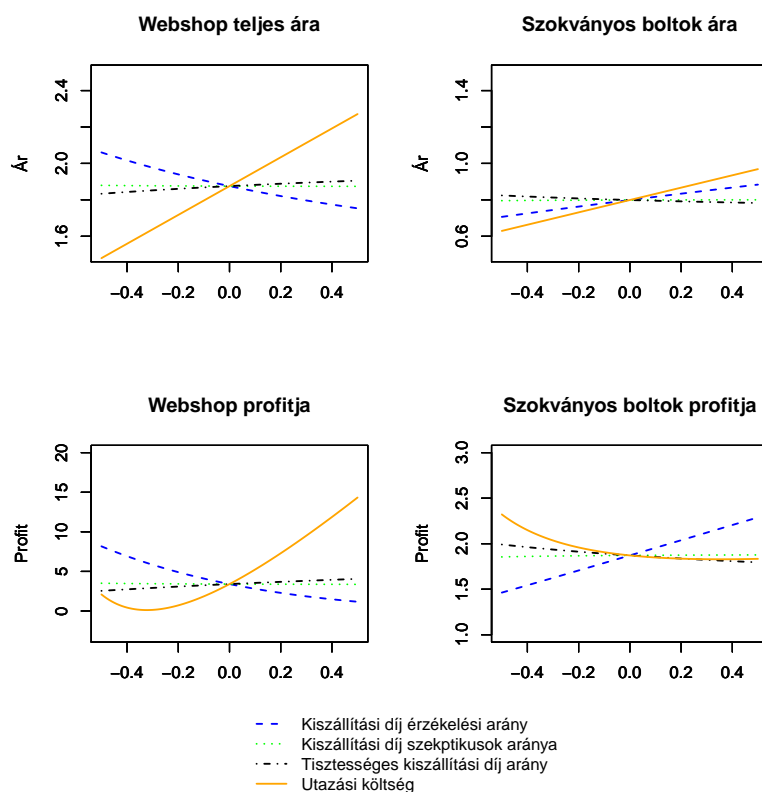 Webshop teljes ára
Szokványos boltok ára
Ár
2.4
2.0
1.6
−0.4 −0.2 0.0 0.2 0.4
Ár
1.4
1.0
0.6
−0.4 −0.2 0.0 0.2 0.4
Webshop profitja
Szokványos boltok profitja
Profit
20
15
10
5
0
−0.4 −0.2 0.0 0.2 0.4
Profit
3.0
2.5
2.0
1.5
1.0
−0.4 −0.2 0.0 0.2 0.4
Kiszállítási díj érzékelési arány
Kiszállítási díj szekptikusok aránya
Tisztességes kiszállítási díj arány
Utazási költség